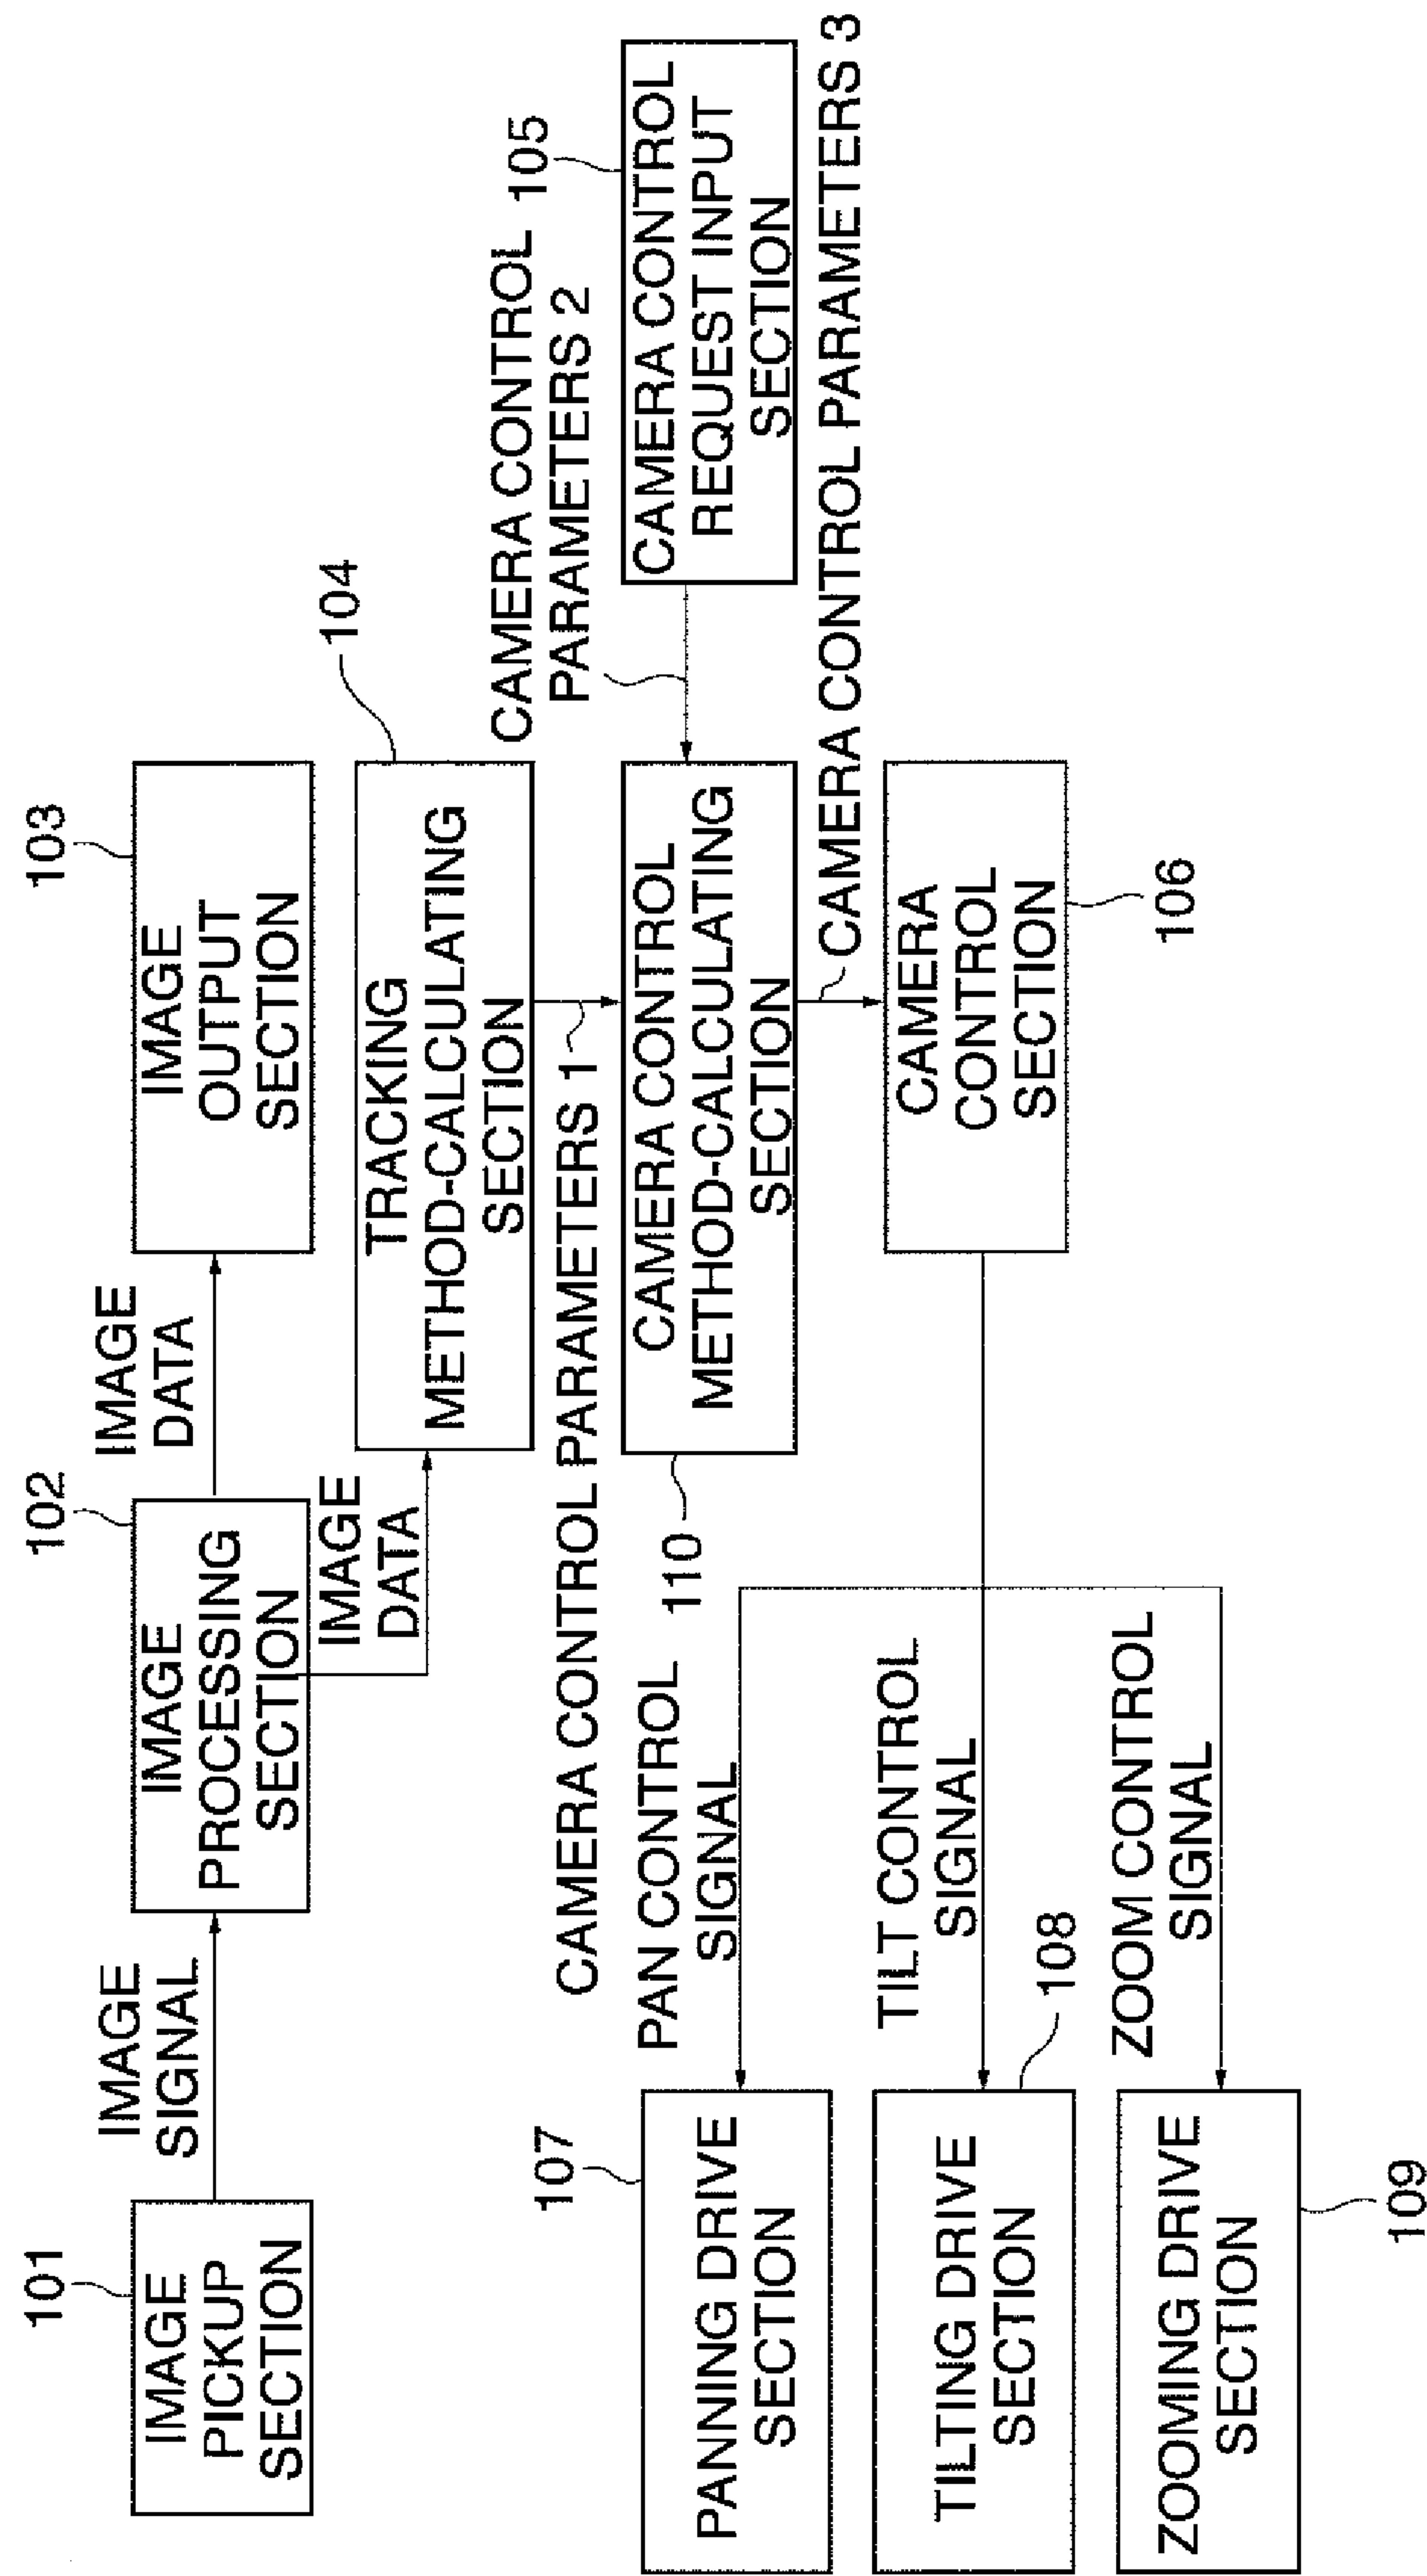 101
IMAGE
PICKUP
SECTION
IMAGE
SIGNAL
102
IMAGE
PROCESSING
SECTION
IMAGE
DATA
103
IMAGE
OUTPUT
SECTION
IMAGE
DATA
104
TRACKING
METHOD-CALCULATING
SECTION
CAMERA CONTROL PARAMETERS 1
CAMERA CONTROL
PARAMETERS 2
105
CAMERA CONTROL
REQUEST INPUT
SECTION
110
CAMERA CONTROL
METHOD-CALCULATING
SECTION
CAMERA CONTROL PARAMETERS 3
CAMERA
CONTROL
SECTION
106
107
PANNING DRIVE
SECTION
PAN CONTROL
SIGNAL
TILTING DRIVE
SECTION
108
TILT CONTROL
SIGNAL
ZOOMING DRIVE
SECTION
109
ZOOM CONTROL
SIGNAL